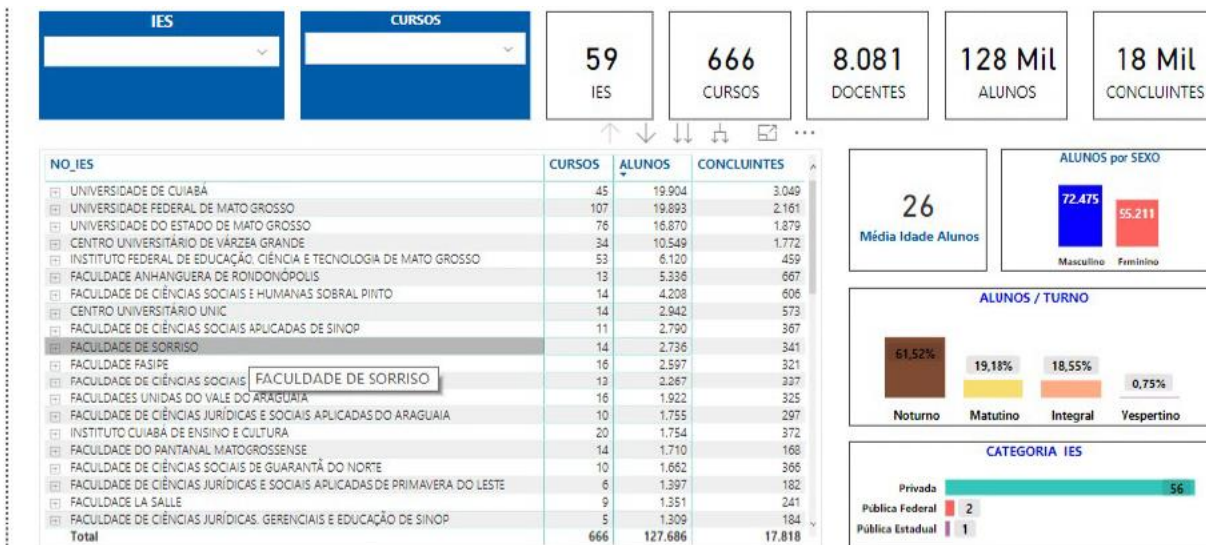 IES
CURSOS
59
IES
666
CURSOS
8.081
DOCENTES
128 Mil
ALUNOS
18 Mil
CONCLUINTES
NO_IES CURSOS ALUNOS CONCLUINTES
UNIVERSIDADE DE CUIABÁ 45 19.904 3.049
UNIVERSIDADE FEDERAL DE MATO GROSSO 107 19.893 2.161
UNIVERSIDADE DO ESTADO DE MATO GROSSO 76 16.870 1.879
CENTRO UNIVERSITÁRIO DE VÁRZEA GRANDE 34 10.549 1.772
INSTITUTO FEDERAL DE EDUCAÇÃO, CIÊNCIA E TECNOLOGIA DE MATO GROSSO 53 6.120 459
FACULDADE ANHANGUERA DE RONDONÓPOLIS 13 5.336 667
FACULDADE DE CIÊNCIAS SOCIAIS E HUMANAS SOBRAL PINTO 14 4.208 606
CENTRO UNIVERSITÁRIO UNIC 14 2.942 573
FACULDADE DE CIÊNCIAS SOCIAIS APLICADAS DE SINOP 11 2.790 367
FACULDADE DE SORRISO 14 2.736 341
FACULDADE FASIPE 16 2.597 321
FACULDADE DE CIÊNCIAS SOCIAIS 13 2.267 337
FACULDADE DE SORRISO
FACULDADES UNIDAS DO VALE DO ARAGUAIA 16 1.922 325
FACULDADE DE CIÊNCIAS JURÍDICAS E SOCIAIS APLICADAS DO ARAGUAIA 10 1.755 297
INSTITUTO CUIABÁ DE ENSINO E CULTURA 20 1.754 372
FACULDADE DO PANTANAL MATOGROSSENSE 14 1.710 168
FACULDADE DE CIÊNCIAS SOCIAIS DE GUARANTÃ DO NORTE 10 1.662 366
FACULDADE DE CIÊNCIAS JURÍDICAS E SOCIAIS APLICADAS DE PRIMAVERA DO LESTE 6 1.397 182
FACULDADE LA SALLE 9 1.351 241
FACULDADE DE CIÊNCIAS JURÍDICAS. GERENCIAIS E EDUCAÇÃO DE SINOP 5 1.309 184
Total 666 127.686 17.818
26
Média Idade Alunos
ALUNOS por SEXO
72.475 55.211
Masculino Feminino
ALUNOS / TURNO
61,52% 19,18% 18,55% 0,75%
Noturno Matutino Integral Vespertino
CATEGORIA IES
Privada 56
Pública Federal 2
Pública Estadual 1